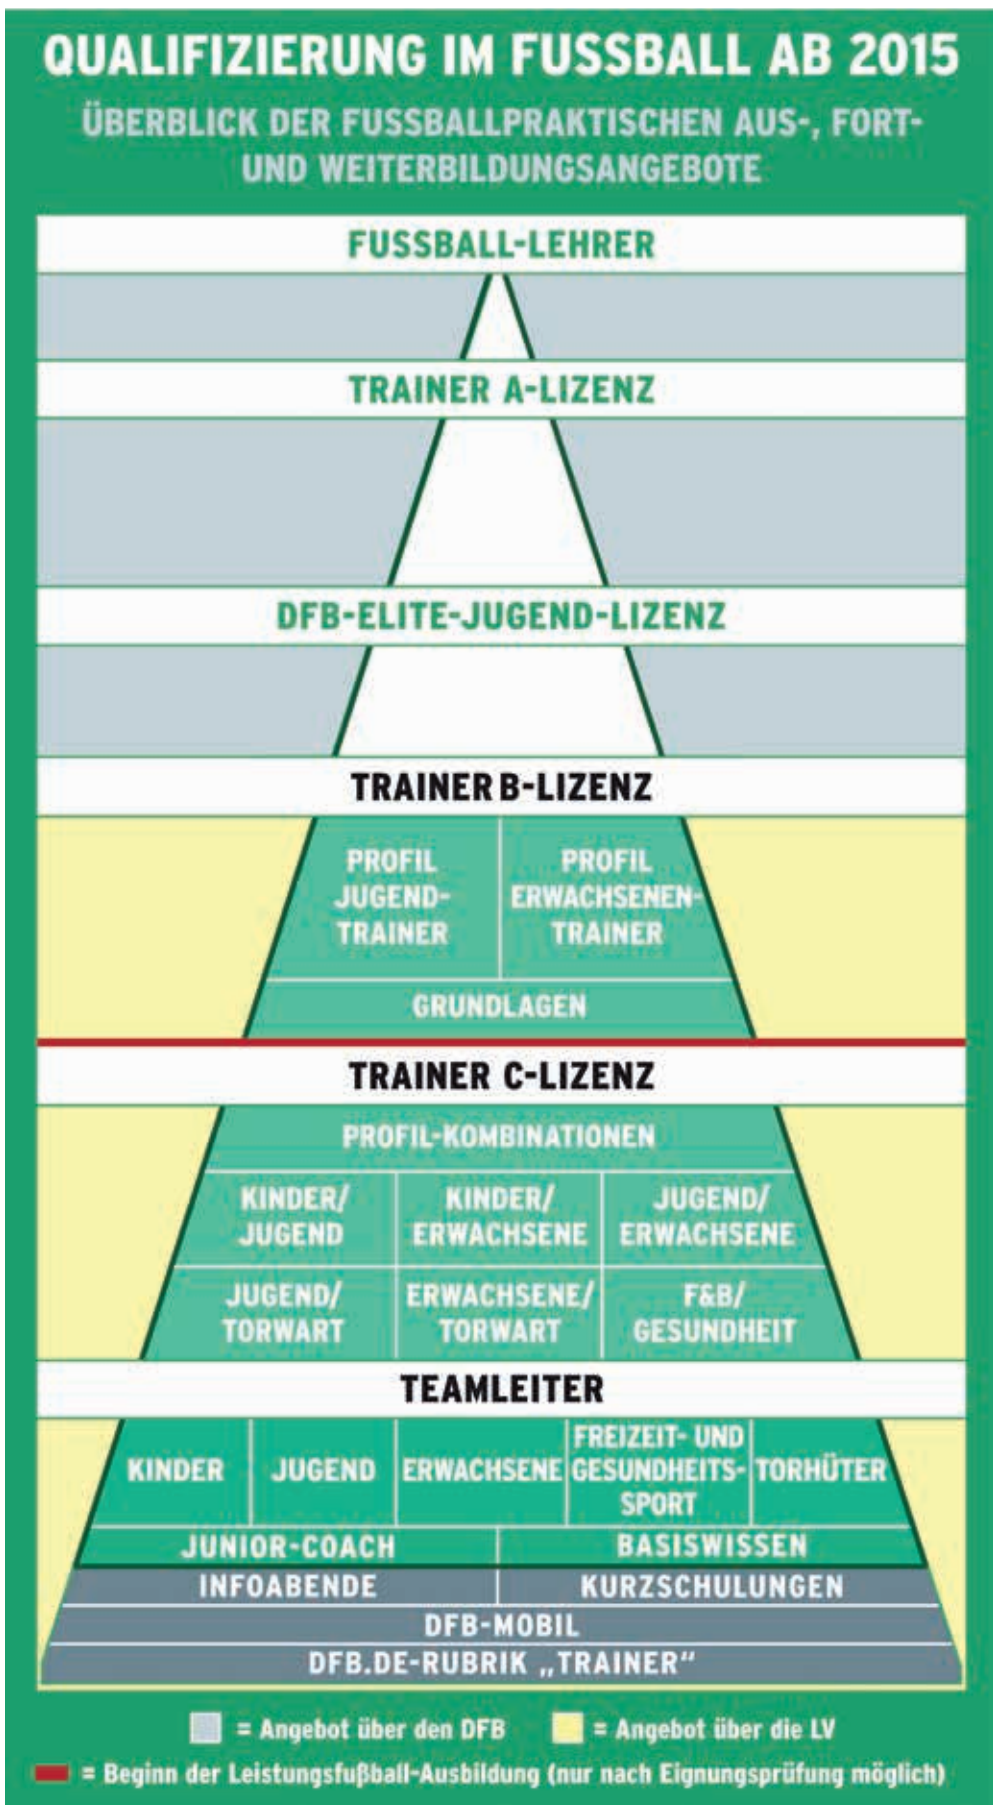 QUALIFIZIERUNG IM FUSSBALL AB 2015
ÜBERBLICK DER FUSSBALLPRAKTISCHEN AUS-, FORT-
UND WEITERBILDUNGSANGEBOTE
FUSSBALL-LEHRER
TRAINER A-LIZENZ
DFB-ELITE-JUGEND-LIZENZ
TRAINER B-LIZENZ
PROFIL
JUGEND-
TRAINER
PROFIL
ERWACHSENEN-
TRAINER
GRUNDLAGEN
TRAINER C-LIZENZ
PROFIL-KOMBINATIONEN
KINDER/
JUGEND
KINDER/
ERWACHSENE
JUGEND/
ERWACHSENE
JUGEND/
TORWART
ERWACHSENE/
TORWART
F&B/
GESUNDHEIT
TEAMLEITER
KINDER
JUGEND
ERWACHSENE
FREIZEIT- UND
GESUNDHEITS-
SPORT
TORHÜTER
JUNIOR-COACH
BASISWISSEN
INFOABENDE
KURZSCHULUNGEN
DFB-MOBIL
DFB.DE-RUBRIK „TRAINER“
= Angebot über den DFB
= Angebot über die LV
= Beginn der Leistungsfußball-Ausbildung (nur nach Eignungsprüfung möglich)